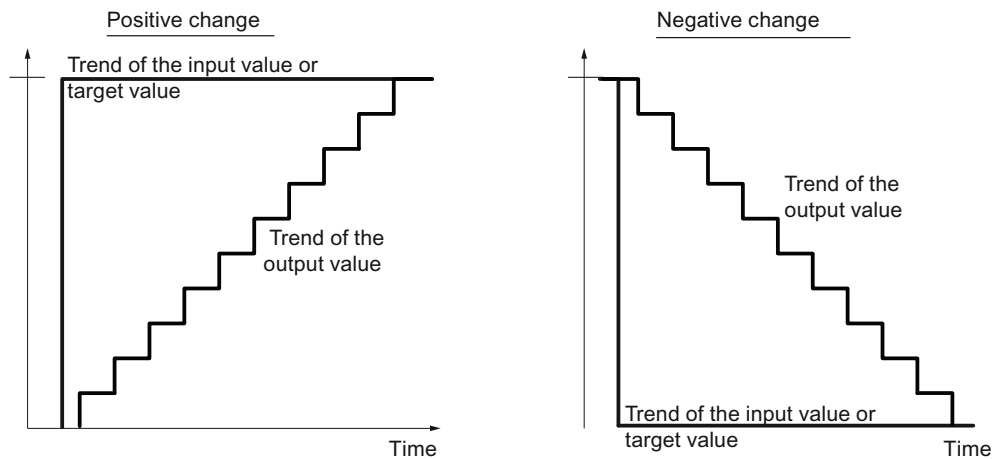 Positive change
Trend of the input value or
target value
Trend of the
output value
Time
Negative change
Trend of the
output value
Trend of the input value or
target value
Time